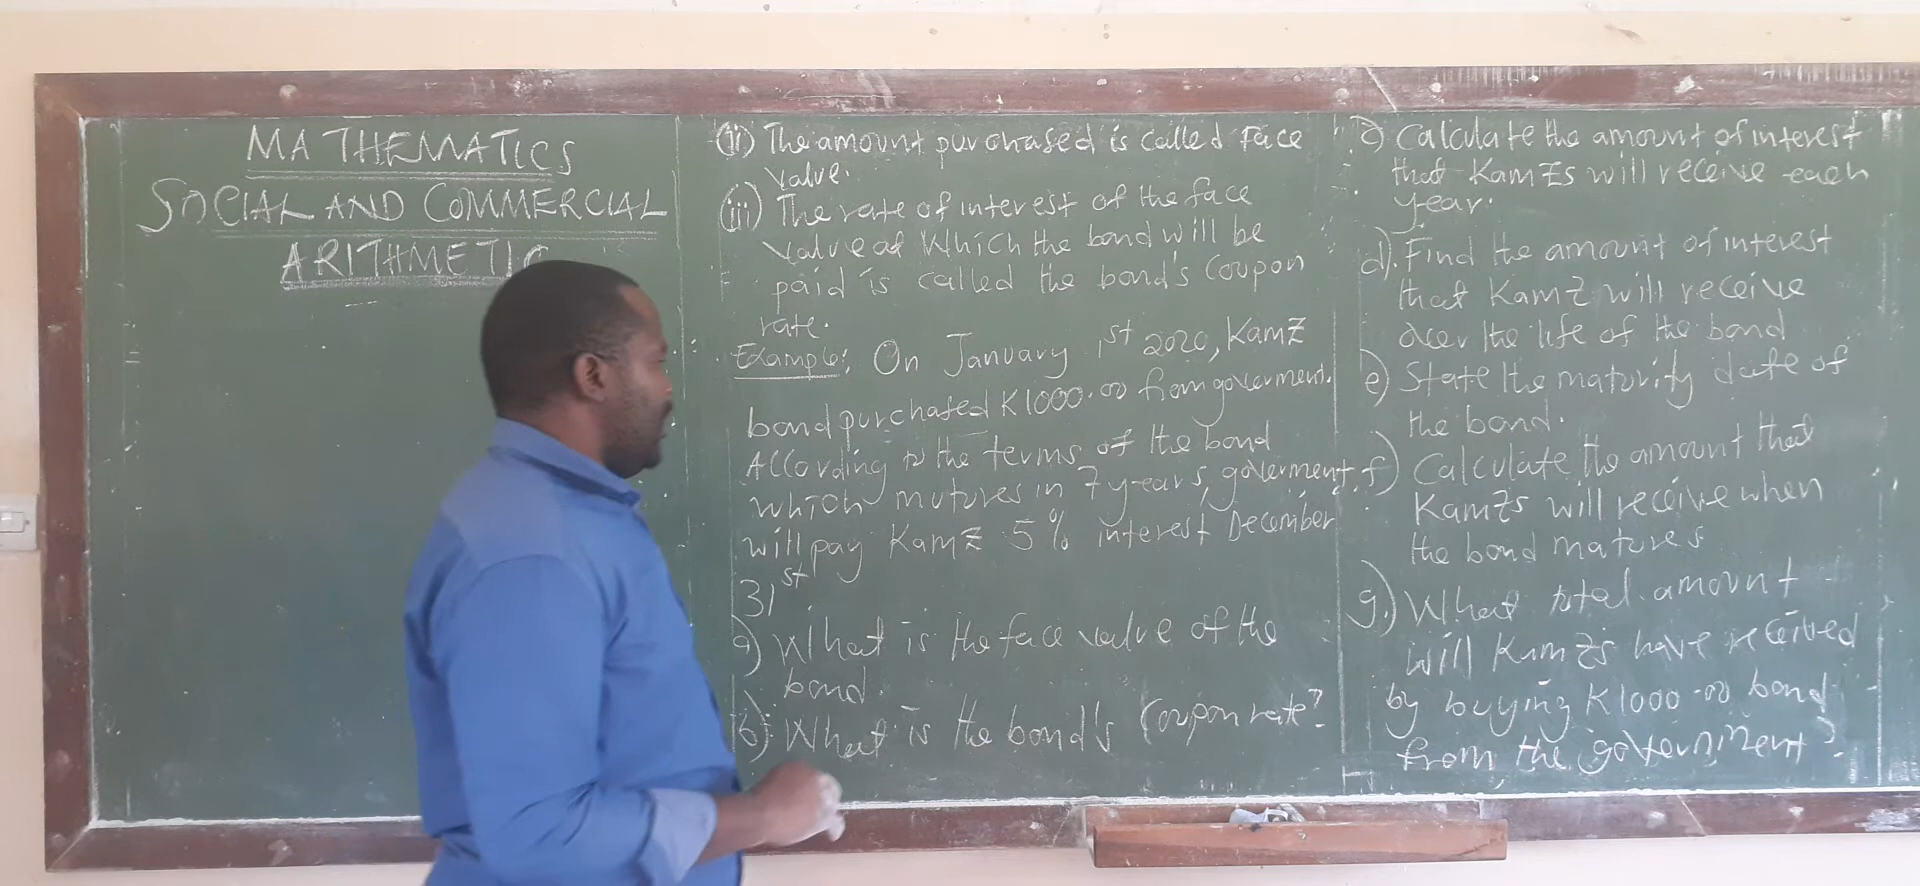 MATHEMATICS
SOCIAL AND COMMERCIAL
ARITHMETIC
(ii) The amount purchased is called Face
value.
(iii) The rate of interest of the face
value at which the bond will be
paid is called the bond's coupon
rate.
Example: On January 1st 2020, KamZ
bond purchased K1000.00 from goverment.
According to the terms of the bond
which mutures in 7 years, goverment
will pay KamZ 5% interest December
31st
a) What is the face value of the
bond.
b) What is the bond's Coupon rate?
c) Calculate the amount of interest
that KamZs will receive each
year.
d). Find the amount of interest
that KamZ will receive
over the life of the bond
e) State the maturity date of
the bond.
f) Calculate the amount that
KamZs will receive when
the bond matures
g.) What total amount
will KamZs have received
by buying K1000.00 bond
from the government?